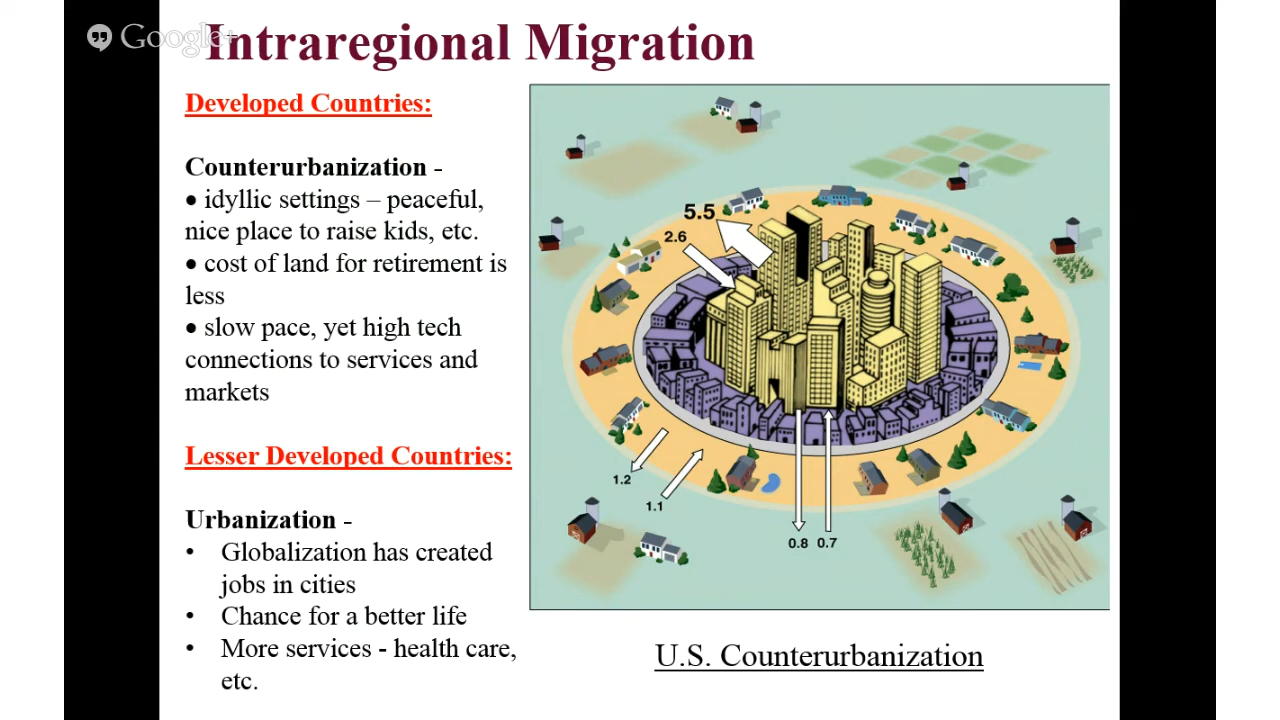 Google+
Intraregional Migration
Developed Countries:
Counterurbanization -
• idyllic settings – peaceful,
nice place to raise kids, etc.
• cost of land for retirement is
less
• slow pace, yet high tech
connections to services and
markets
Lesser Developed Countries:
Urbanization -
• Globalization has created
jobs in cities
• Chance for a better life
• More services - health care,
etc.
5.5
2.6
1.2
1.1
0.8 0.7
U.S. Counterurbanization